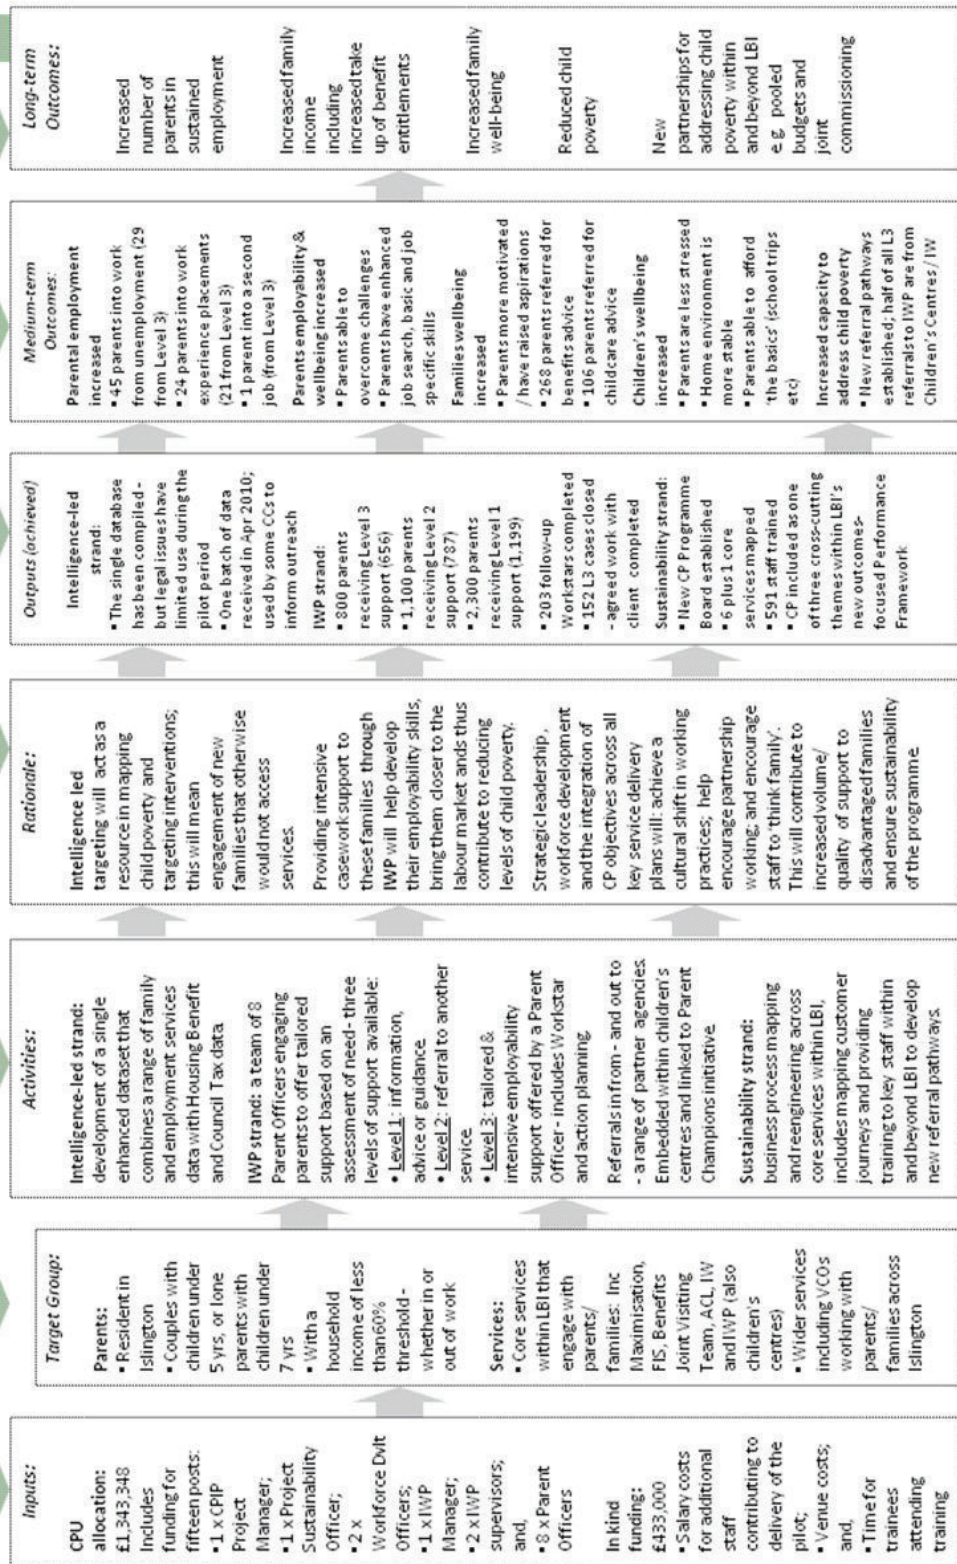 Inputs:
CPU
allocation:
£1,343,348
Includes
funding for
fifteen posts:
▪ 1 x CPIP
Project
Manager;
▪ 1 x Project
Sustainability
Officer;
▪ 2 x
Workforce Dvlt
Officers;
▪ 1 x IWP
Manager;
▪ 2 x IWP
supervisors;
and,
▪ 8 x Parent
Officers
In kind
funding:
£433,000
▪ Salary costs
for additional
staff
contributing to
delivery of the
pilot;
▪ Venue costs;
and,
▪ Time for
trainees
attending
training
Target Group:
Parents:
▪ Resident in
Islington
▪ Couples with
children under
5 yrs, or lone
parents with
children under
7 yrs
▪ With a
household
income of less
than 60%
threshold -
whether in or
out of work
Services:
▪ Core services
within LBI that
engage with
parents/
families: Inc
Maximisation,
FIS, Benefits
Joint Visiting
Team, ACL, IW
and IWP (also
children's
centres)
▪ Wider services
including VCOs
working with
parents/
families across
Islington
Activities:
Intelligence-led strand:
development of a single
enhanced dataset that
combines a range of family
and employment services
data with Housing Benefit
and Council Tax data.
IWP strand: a team of 8
Parent Officers engaging
parents to offer tailored
support based on an
assessment of need - three
levels of support available:
• Level 1: information,
advice or guidance
• Level 2: referral to another
service
• Level 3: tailored &
intensive employability
support offered by a Parent
Officer - includes Workstar
and action planning
Referrals in from - and out to
- a range of partner agencies.
Embedded within children's
centres and linked to Parent
Champions initiative.
Sustainability strand:
business process mapping
and reengineering across
core services within LBI,
includes mapping customer
journeys and providing
training to key staff within
and beyond LBI to develop
new referral pathways.
Rationale:
Intelligence led
targeting will act as a
resource in mapping
child poverty and
targeting interventions;
this will mean
engagement of new
families that otherwise
would not access
services.
Providing intensive
casework support to
these families through
IWP will help develop
their employability skills,
bring them closer to the
labour market ands thus
contribute to reducing
levels of child poverty.
Strategic leadership,
workforce development
and the integration of
CP objectives across all
key service delivery
plans will: achieve a
cultural shift in working
practices; help
encourage partnership
working; and encourage
staff to 'think family'.
This will contribute to
increased volume/
quality of support to
disadvantaged families
and ensure sustainability
of the programme
Outputs (achieved)
Intelligence-led
strand:
▪ The single database
has been compiled -
but legal issues have
limited use during the
pilot period
▪ One batch of data
received in Apr 2010;
used by some CCs to
inform outreach
IWP strand:
▪ 800 parents
receiving Level 3
support (656)
▪ 1,100 parents
receiving Level 2
support (787)
▪ 2,300 parents
receiving Level 1
support (1,199)
▪ 203 follow-up
Workstars completed
▪ 152 L3 cases closed
- agreed work with
client completed
Sustainability strand:
▪ New CP Programme
Board established
▪ 6 plus 1 core
services mapped
▪ 591 staff trained
▪ CP included as one
of three cross-cutting
themes within LBI's
new outcomes-
focused Performance
Framework
Medium-term
Outcomes:
Parental employment
increased
▪ 45 parents into work
from unemployment (29
from Level 3)
▪ 24 parents into work
experience placements
(21 from Level 3)
▪ 1 parent into a second
job (from Level 3)
Parents employability &
wellbeing increased
▪ Parents able to
overcome challenges
▪ Parents have enhanced
job search, basic and job
specific skills
Families wellbeing
increased
▪ Parents more motivated
/ have raised aspirations
▪ 268 parents referred for
benefits advice
▪ 106 parents referred for
childcare advice
Children's wellbeing
increased
▪ Parents are less stressed
▪ Home environment is
more stable
▪ Parents able to afford
'the basics' (school trips
etc)
Increased capacity to
address child poverty
▪ New referral pathways
established; half of all L3
referrals to IWP are from
Children's Centres / IW
Long-term
Outcomes:
Increased
number of
parents in
sustained
employment
Increased family
income
including
increased take
up of benefit
entitlements
Increased family
well-being
Reduced child
poverty
New
partnerships for
addressing child
poverty within
and beyond LBI
e.g. pooled
budgets and
joint
commissioning